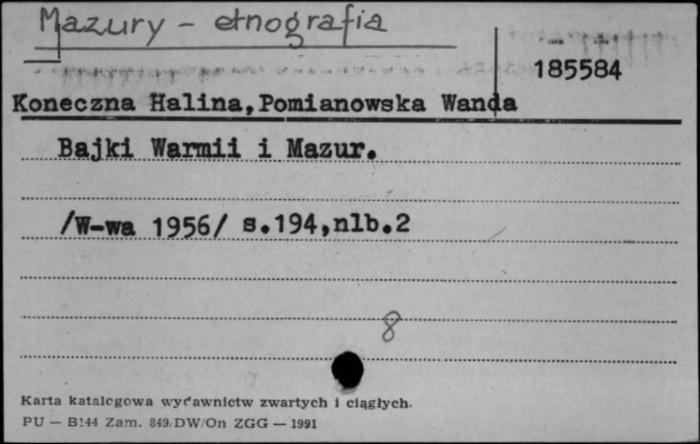 Mazury - etnografia
185584
Koneczna Halina,Pomianowska Wanda
Bajki Warmii i Mazur.
/W-wa 1956/ s.194,nlb.2
8
Karta katalogowa wydawnictw zwartych i ciągłych.
PU — B144 Zam. 849/DW/On ZGG — 1991